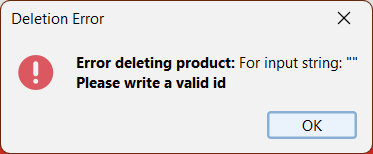 Deletion Error
Error deleting product: For input string: ""
Please write a valid id
OK